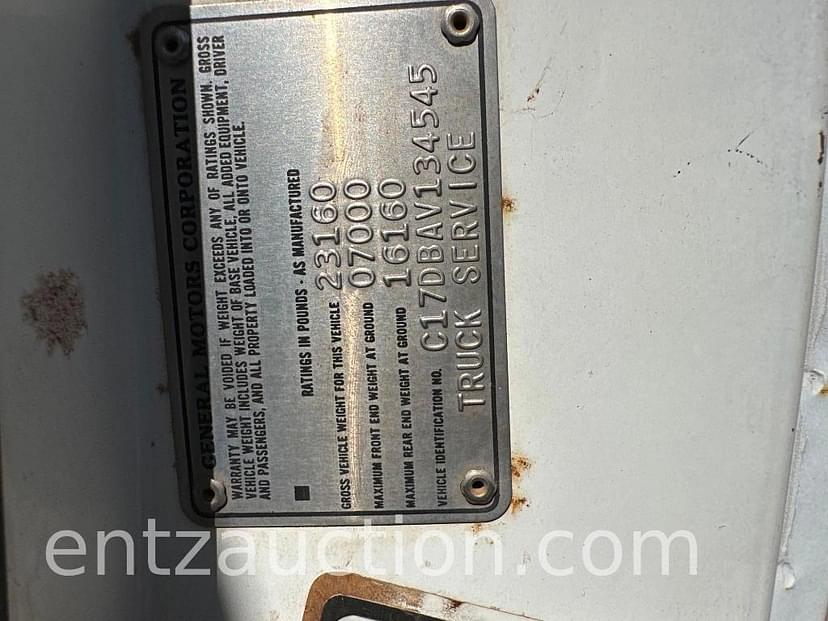 GENERAL MOTORS CORPORATION
WARRANTY MAY BE VOIDED IF WEIGHT EXCEEDS ANY OF RATINGS SHOWN. GROSS
VEHICLE WEIGHT INCLUDES WEIGHT OF BASE VEHICLE, ALL ADDED EQUIPMENT, DRIVER
AND PASSENGERS, AND ALL PROPERTY LOADED INTO OR ONTO VEHICLE.
RATINGS IN POUNDS - AS MANUFACTURED
GROSS VEHICLE WEIGHT FOR THIS VEHICLE 23160
MAXIMUM FRONT END WEIGHT AT GROUND 07000
MAXIMUM REAR END WEIGHT AT GROUND 16160
VEHICLE IDENTIFICATION NO. C17DBAV134545
TRUCK SERVICE
entzauction.com